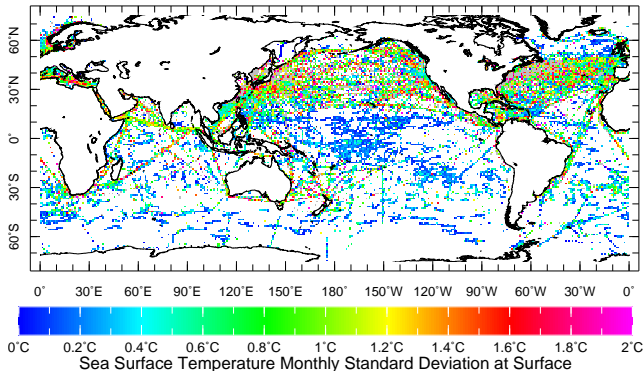 60°N
30°N
0°
30°S
60°S
0° 30°E 60°E 90°E 120°E 150°E 180° 150°W 120°W 90°W 60°W 30°W 0°
0°C 0.2°C 0.4°C 0.6°C 0.8°C 1°C 1.2°C 1.4°C 1.6°C 1.8°C 2°C
Sea Surface Temperature Monthly Standard Deviation at Surface